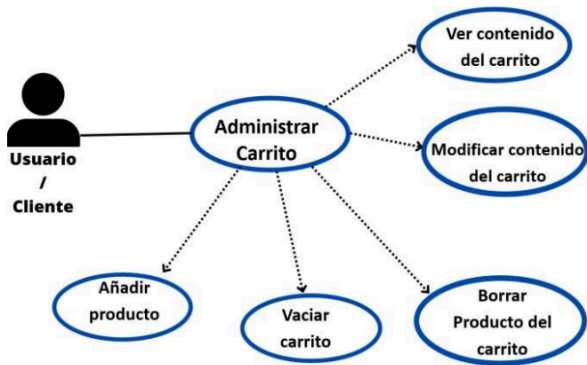 Ver contenido
del carrito
Administrar
Carrito
Modificar contenido
del carrito
Usuario
/
Cliente
Añadir
producto
Vaciar
carrito
Borrar
Producto del
carrito